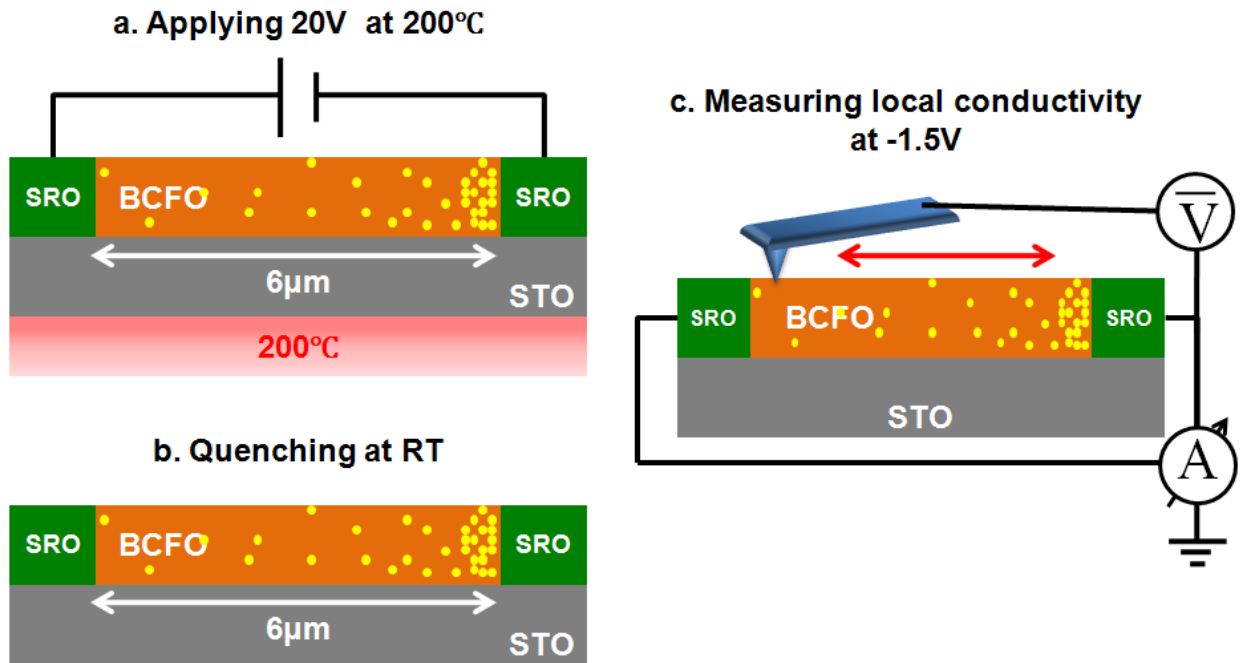 a. Applying 20V at 200℃
SRO
BCFO
SRO
6μm
STO
200℃
b. Quenching at RT
SRO
BCFO
SRO
6μm
STO
c. Measuring local conductivity
at -1.5V
V
SRO
BCFO
SRO
STO
A